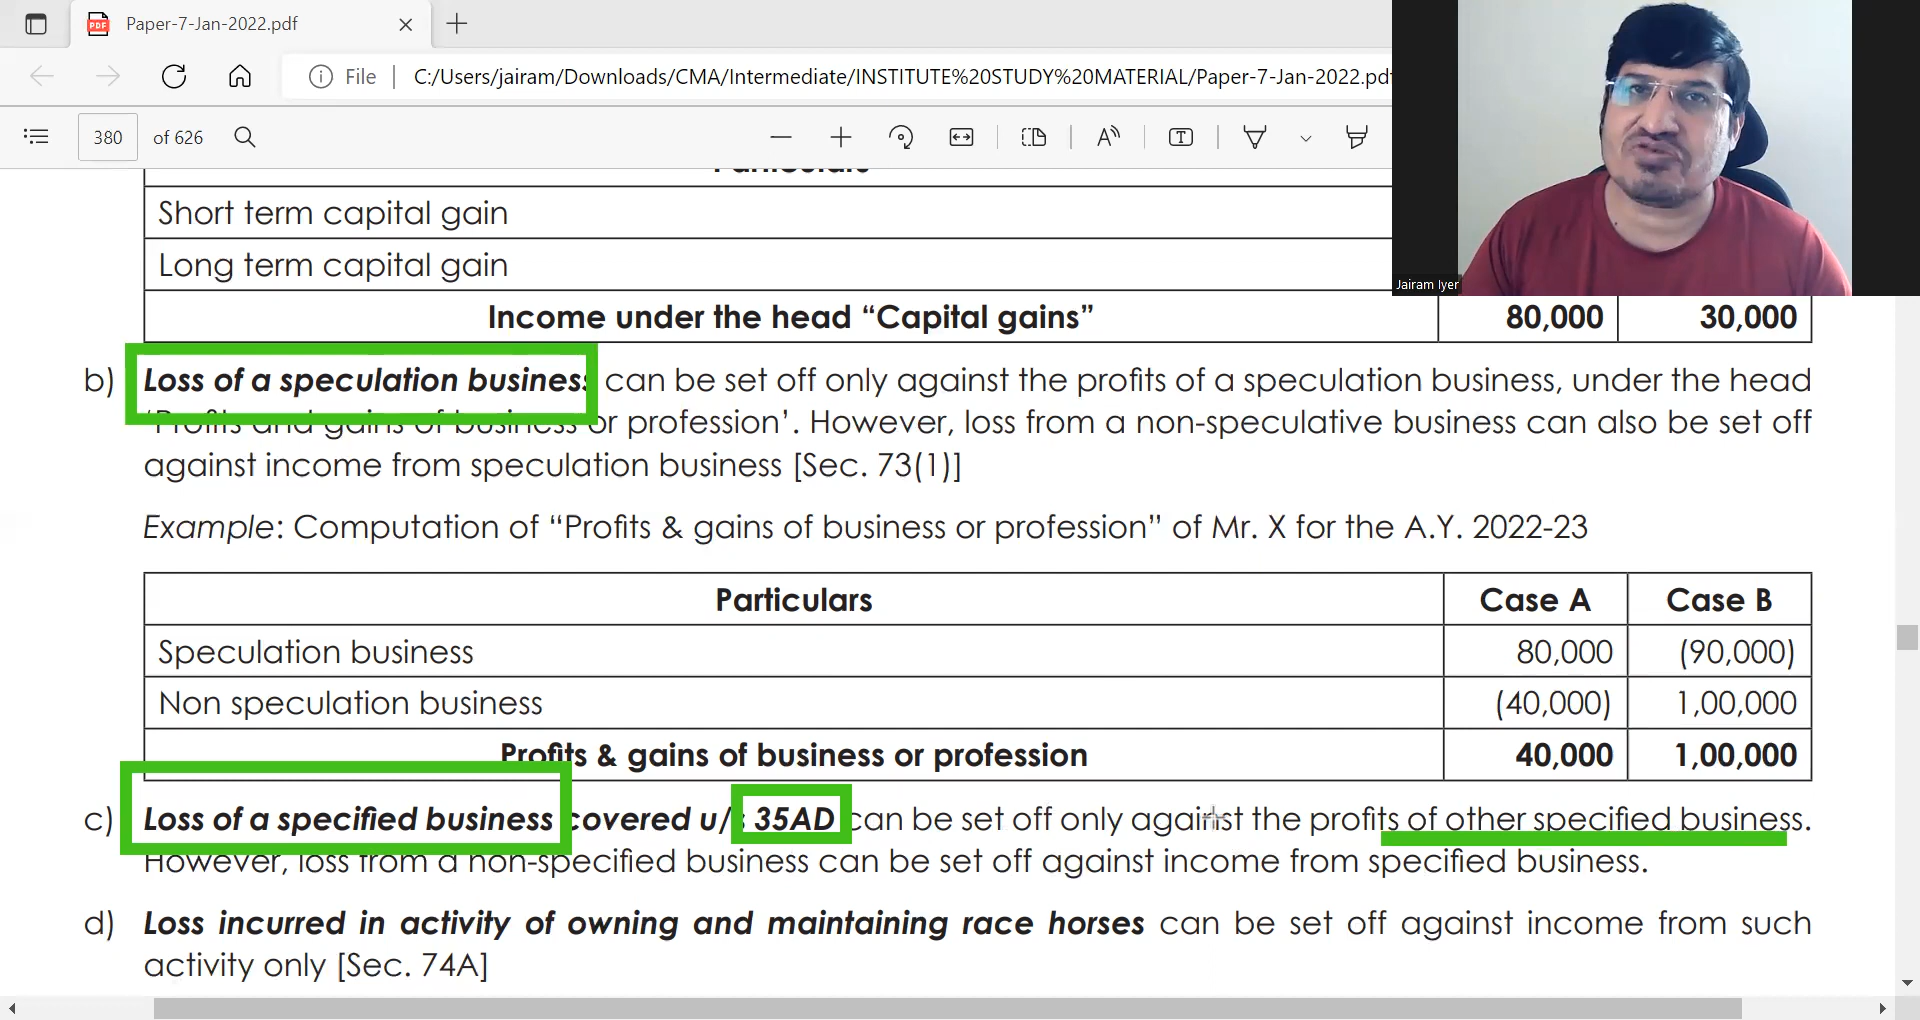 Paper-7-Jan-2022.pdf
File
C:/Users/jairam/Downloads/CMA/Intermediate/INSTITUTE%20STUDY%20MATERIAL/Paper-7-Jan-2022.pdf
380 of 626
Particulars
Short term capital gain
Long term capital gain
Income under the head “Capital gains” 80,000 30,000
Jairam Iyer
b) Loss of a speculation business can be set off only against the profits of a speculation business, under the head
‘Profits and gains of business or profession’. However, loss from a non-speculative business can also be set off
against income from speculation business [Sec. 73(1)]
Example: Computation of “Profits & gains of business or profession” of Mr. X for the A.Y. 2022-23
Particulars Case A Case B
Speculation business 80,000 (90,000)
Non speculation business (40,000) 1,00,000
Profits & gains of business or profession 40,000 1,00,000
c) Loss of a specified business covered u/s 35AD can be set off only against the profits of other specified business.
However, loss from a non-specified business can be set off against income from specified business.
d) Loss incurred in activity of owning and maintaining race horses can be set off against income from such
activity only [Sec. 74A]